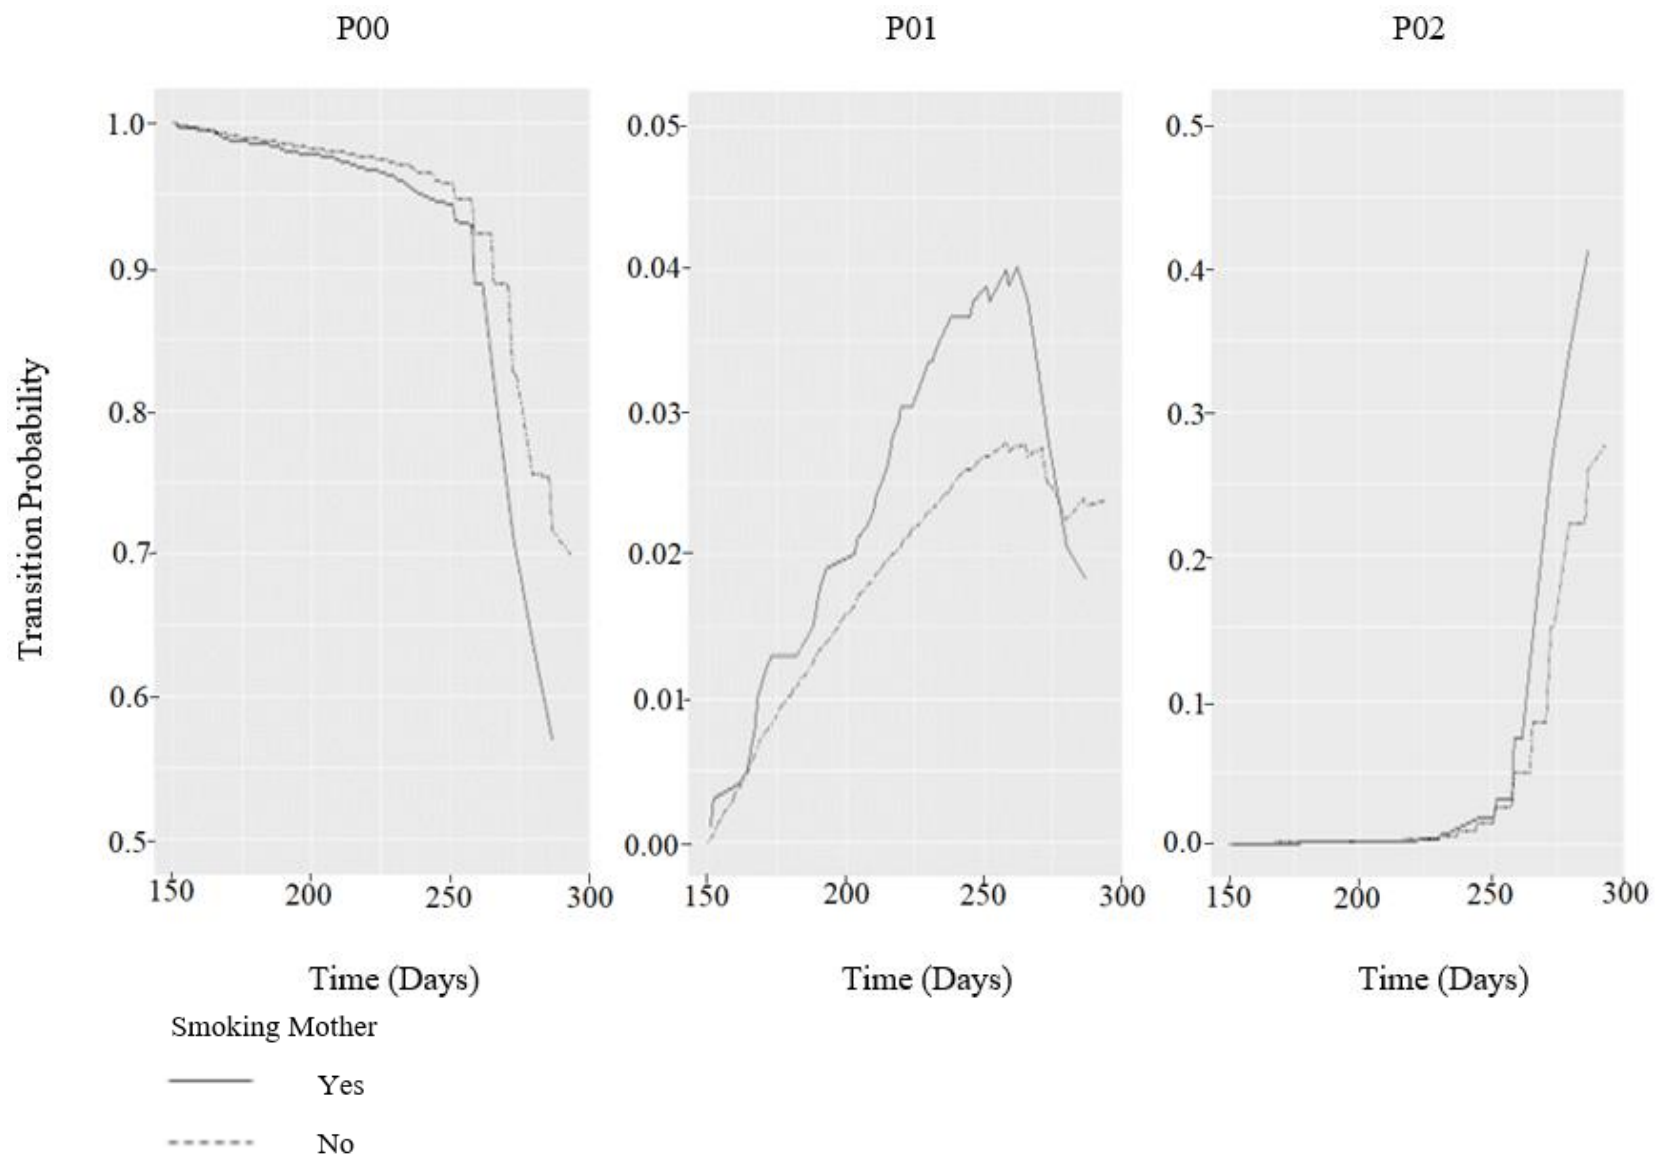 P00 P01 P02
Transition Probability
1.0 0.05 0.5
0.9 0.04 0.4
0.8 0.03 0.3
0.7 0.02 0.2
0.6 0.01 0.1
0.5 0.00 0.0
150 200 250 300 150 200 250 300 150 200 250 300
Time (Days) Time (Days) Time (Days)
Smoking Mother
Yes
No